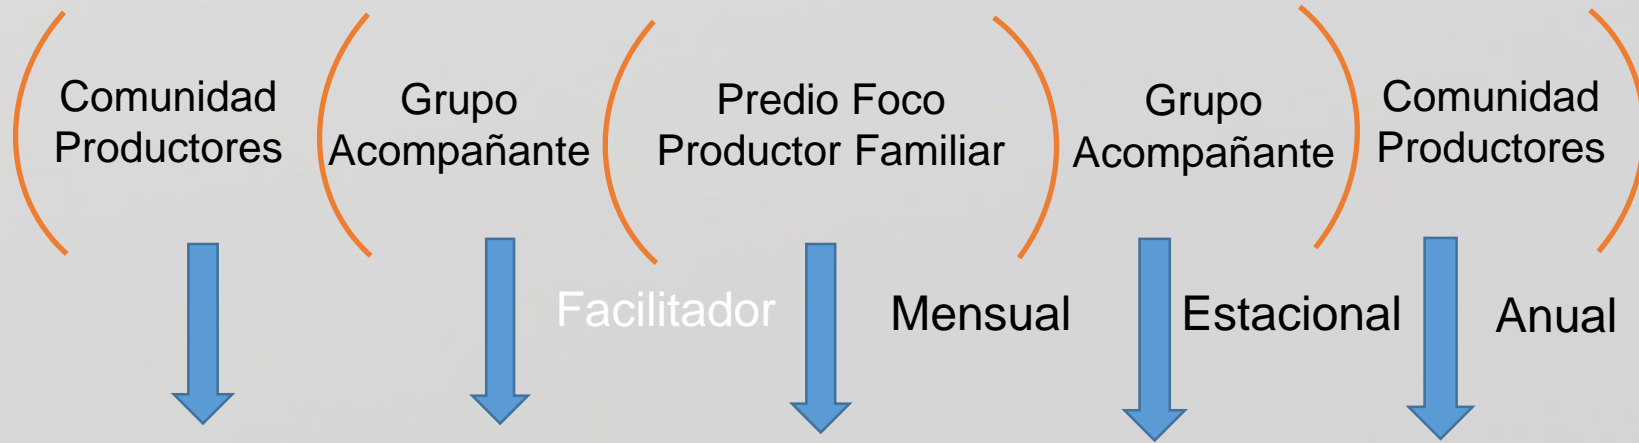 Comunidad
Productores
Grupo
Acompañante
Predio Foco
Productor Familiar
Grupo
Acompañante
Comunidad
Productores
Facilitador
Mensual
Estacional
Anual